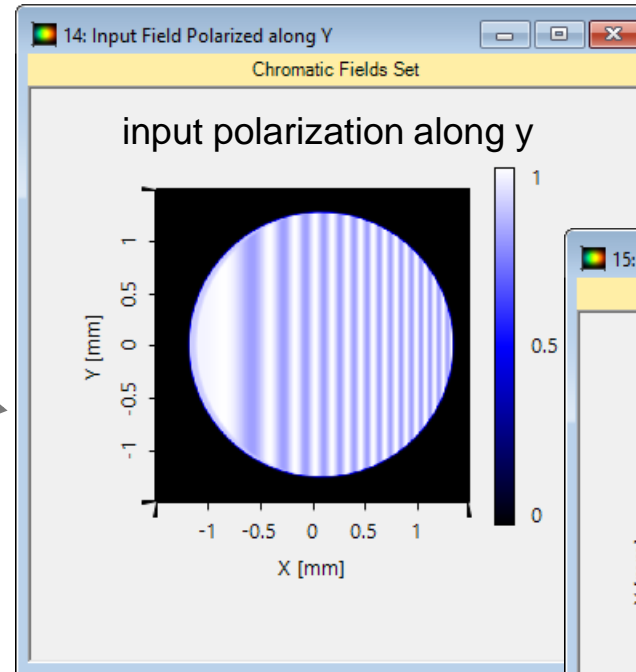 14: Input Field Polarized along Y
Chromatic Fields Set
input polarization along y
1
0.5
0
Y [mm]
1
0.5
0
-0.5
-1
-1 -0.5 0 0.5 1
X [mm]
15: